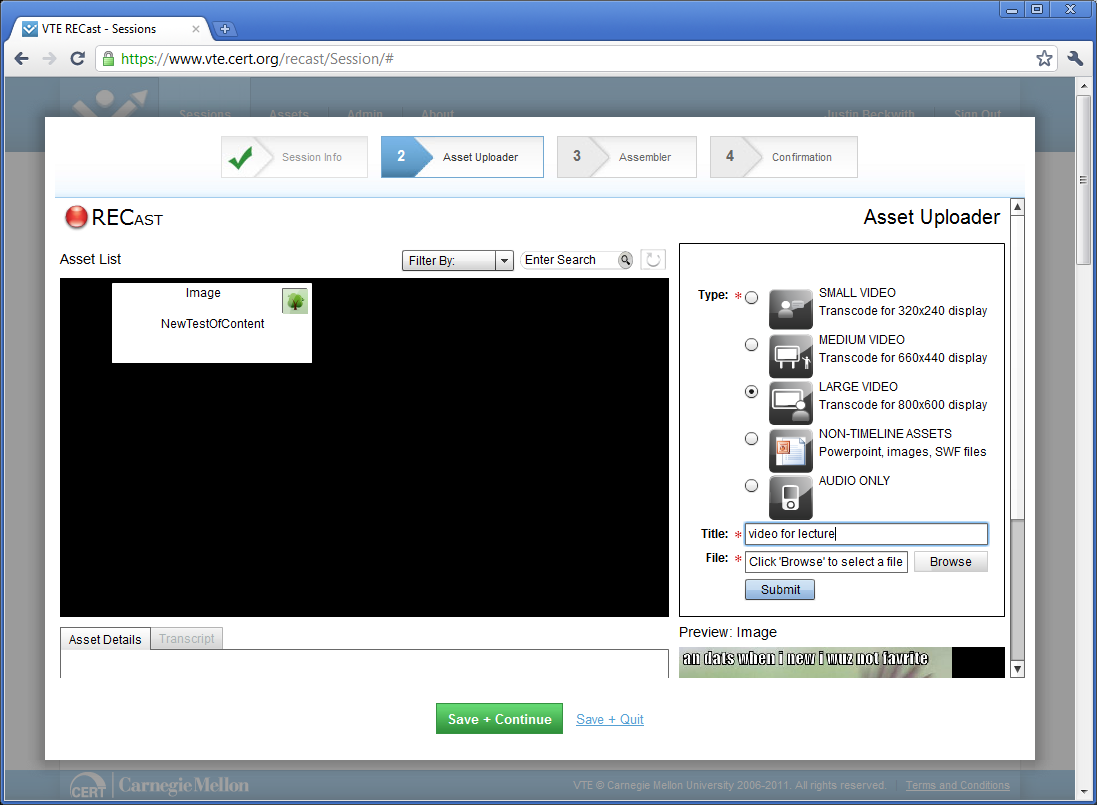 VTE RECast - Sessions
https://www.vte.cert.org/recast/Session/#
Sessions Assets Admin About Justin Beckwith Sign Out
Session Info 2 Asset Uploader 3 Assembler 4 Confirmation
RECAST Asset Uploader
Asset List Filter By: Enter Search
Image
NewTestOfContent
Type: * SMALL VIDEO
Transcode for 320x240 display
MEDIUM VIDEO
Transcode for 660x440 display
LARGE VIDEO
Transcode for 800x600 display
NON-TIMELINE ASSETS
Powerpoint, images, SWF files
AUDIO ONLY
Title: * video for lecture
File: * Click 'Browse' to select a file Browse
Submit
Asset Details Transcript
Preview: Image
an dats when i new i wuz not favrite
Save + Continue Save + Quit
CERT Carnegie Mellon VTE © Carnegie Mellon University 2006-2011. All rights reserved. Terms and Conditions